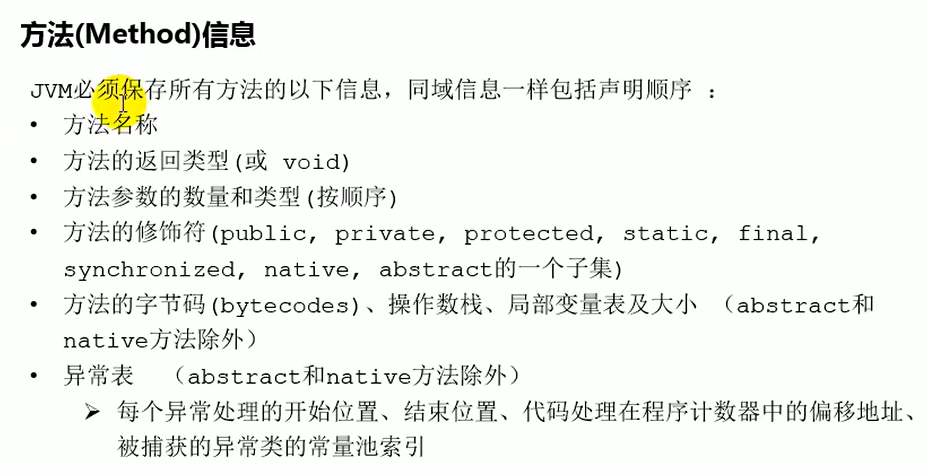 方法(Method)信息
JVM必须保存所有方法的以下信息，同域信息一样包括声明顺序 ：
• 方法名称
• 方法的返回类型(或 void)
• 方法参数的数量和类型(按顺序)
• 方法的修饰符(public, private, protected, static, final,
synchronized, native, abstract的一个子集)
• 方法的字节码(bytecodes)、操作数栈、局部变量表及大小 （abstract和
native方法除外）
• 异常表 （abstract和native方法除外）
➢ 每个异常处理的开始位置、结束位置、代码处理在程序计数器中的偏移地址、
被捕获的异常类的常量池索引